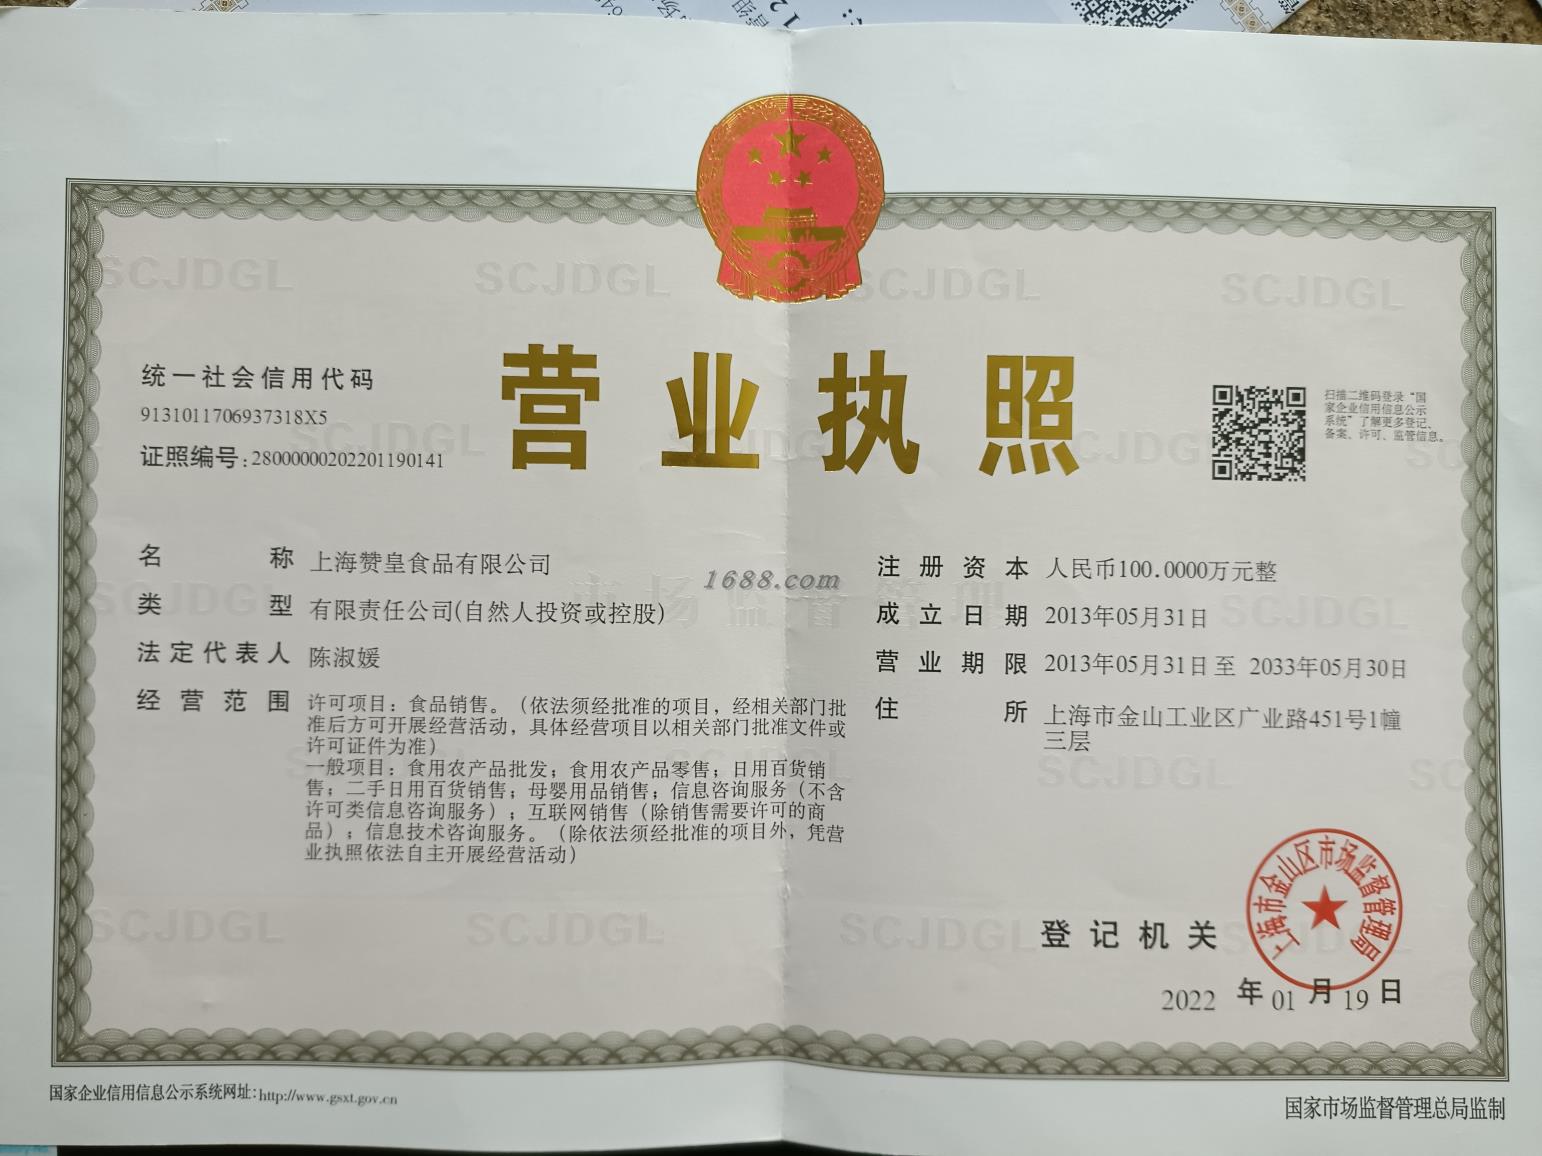 统一社会信用代码
9131011706937318X5
证照编号:28000000202201190141
营业执照
扫描二维码登录“国
家企业信用信息公示
系统”了解更多登记、
备案、许可、监管信息。
名称 上海赞皇食品有限公司
类型 有限责任公司(自然人投资或控股)
法定代表人 陈淑媛
经营范围 许可项目：食品销售。（依法须经批准的项目，经相关部门批
准后方可开展经营活动，具体经营项目以相关部门批准文件或
许可证件为准）
一般项目：食用农产品批发；食用农产品零售；日用百货销
售；二手日用百货销售；母婴用品销售；信息咨询服务（不含
许可类信息咨询服务）；互联网销售（除销售需要许可的商
品）；信息技术咨询服务。（除依法须经批准的项目外，凭营
业执照依法自主开展经营活动）
1688.com
注册资本 人民币100.0000万元整
成立日期 2013年05月31日
营业期限 2013年05月31日 至 2033年05月30日
住所 上海市金山工业区广业路451号1幢
三层
登记机关
上海市金山区市场监督管理局
2022 年 01 月 19 日
SCJDGL
市场监督管理
国家企业信用信息公示系统网址:http://www.gsxt.gov.cn
国家市场监督管理总局监制